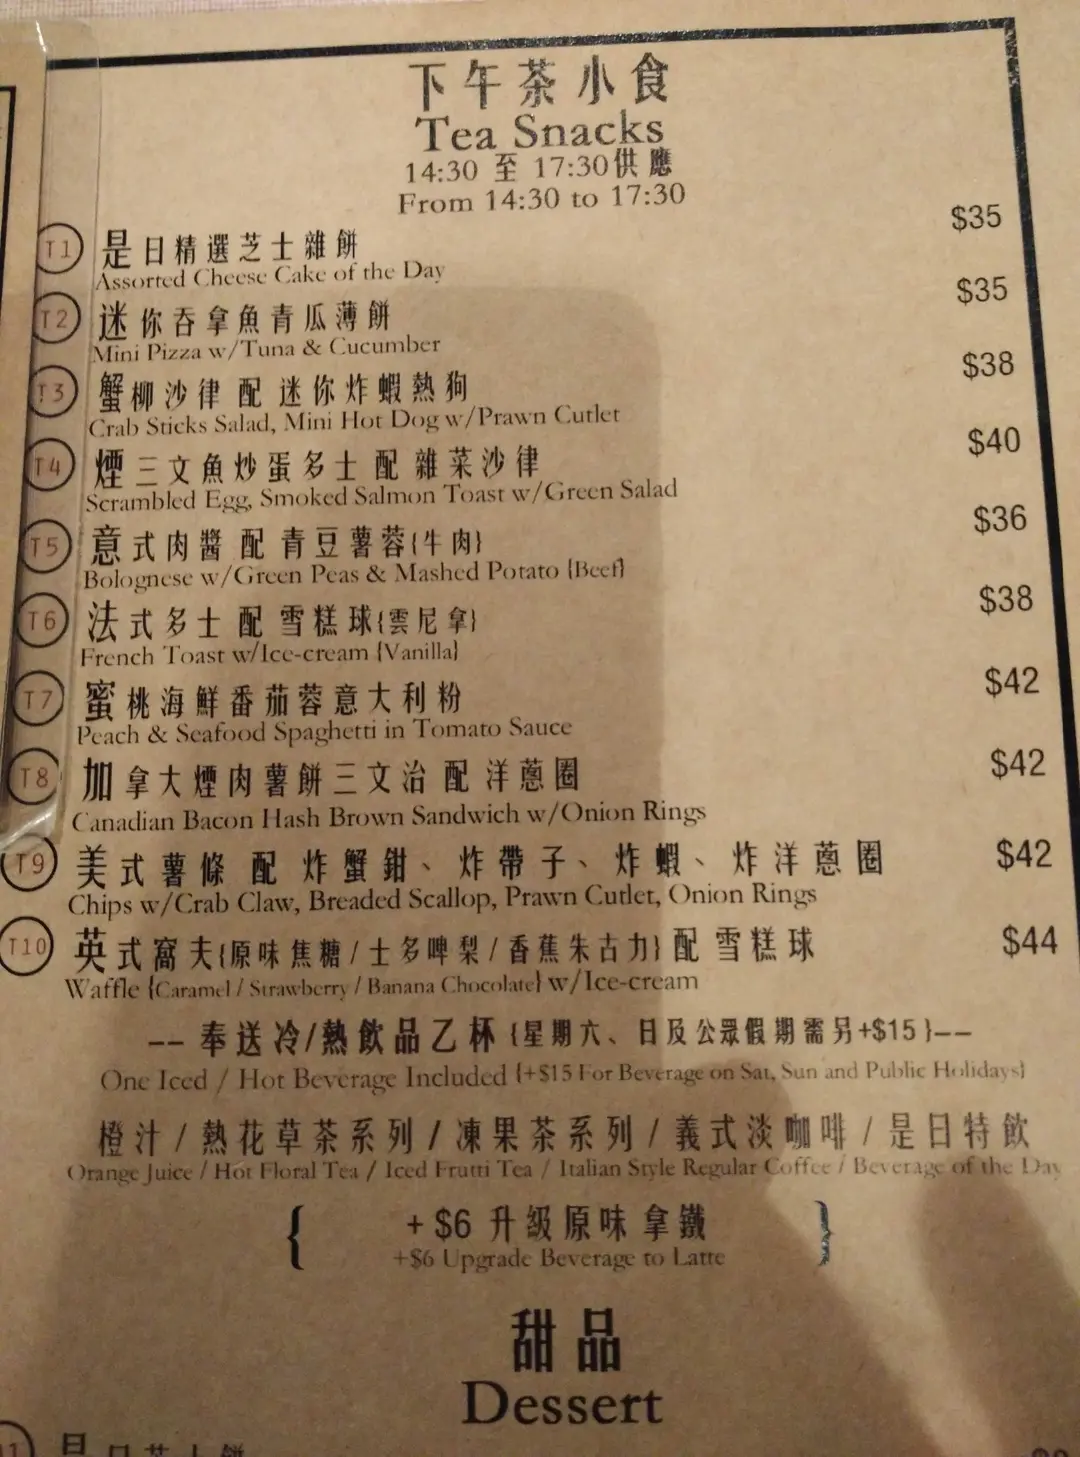 下午茶小食
Tea Snacks
14:30 至 17:30供應
From 14:30 to 17:30
T1 是日精選芝士雜餅 $35
Assorted Cheese Cake of the Day
T2 迷你吞拿魚青瓜薄餅 $35
Mini Pizza w/Tuna & Cucumber
T3 蟹柳沙律 配 迷你炸蝦熱狗 $38
Crab Sticks Salad, Mini Hot Dog w/Prawn Cutlet
T4 煙三文魚炒蛋多士 配 雜菜沙律 $40
Scrambled Egg, Smoked Salmon Toast w/Green Salad
T5 意式肉醬 配 青豆薯蓉{牛肉} $36
Bolognese w/Green Peas & Mashed Potato {Beef}
T6 法式多士 配 雪糕球{雲尼拿} $38
French Toast w/Ice-cream {Vanilla}
T7 蜜桃海鮮番茄蓉意大利粉 $42
Peach & Seafood Spaghetti in Tomato Sauce
T8 加拿大煙肉薯餅三文治 配 洋蔥圈 $42
Canadian Bacon Hash Brown Sandwich w/Onion Rings
T9 美式薯條 配 炸蟹鉗、炸帶子、炸蝦、炸洋蔥圈 $42
Chips w/Crab Claw, Breaded Scallop, Prawn Cutlet, Onion Rings
T10 英式窩夫{原味焦糖/士多啤梨/香蕉朱古力} 配 雪糕球 $44
Waffle {Caramel / Strawberry / Banana Chocolate} w/Ice-cream
-- 奉送冷/熱飲品乙杯 {星期六、日及公眾假期需另+$15 }--
One Iced / Hot Beverage Included {+$15 For Beverage on Sat, Sun and Public Holidays}
橙汁 / 熱花草茶系列 / 凍果茶系列 / 義式淡咖啡 / 是日特飲
Orange Juice / Hot Floral Tea / Iced Frutti Tea / Italian Style Regular Coffee / Beverage of the Day
{ + $6 升級原味拿鐵 }
+$6 Upgrade Beverage to Latte
甜品
Dessert